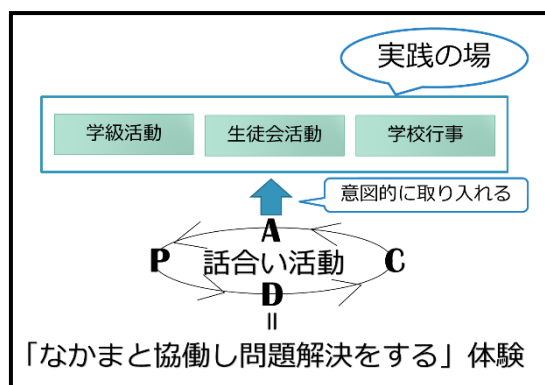 実践の場
学級活動
生徒会活動
学校行事
意図的に取り入れる
A
P
話合い活動
C
D
=
「なかまと協働し問題解決をする」体験